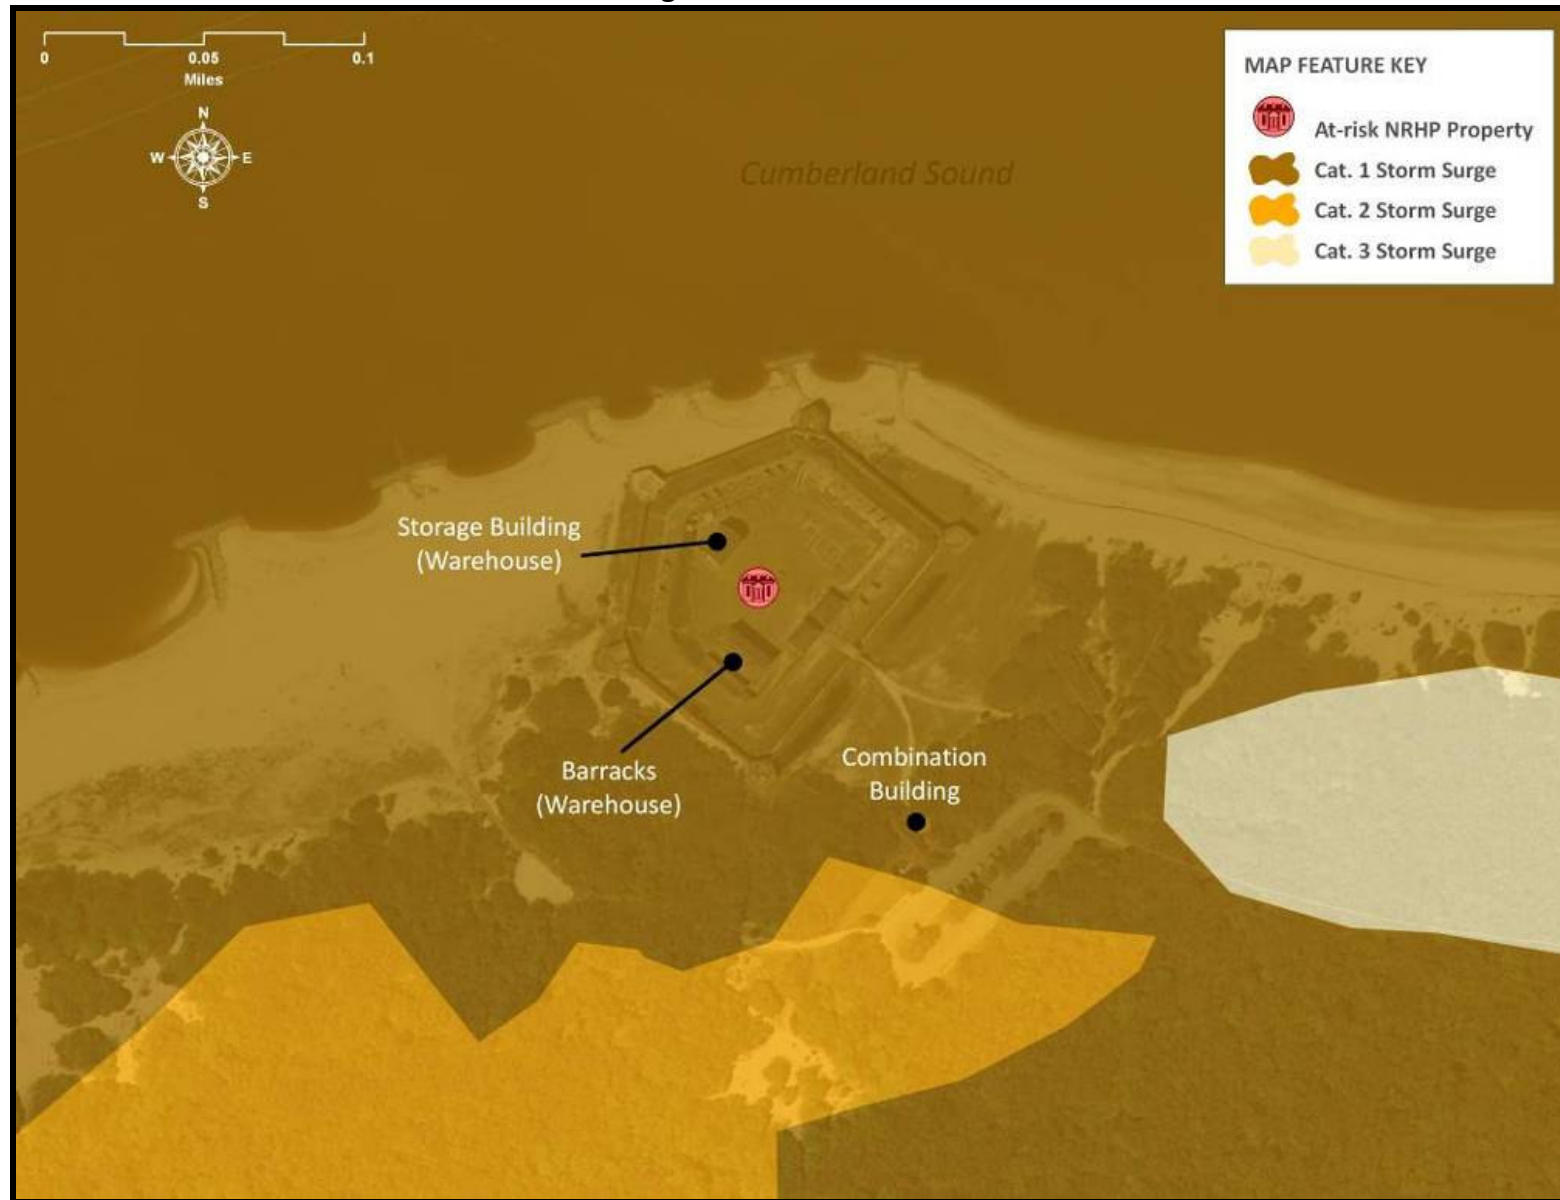 0 0.05 0.1
Miles
N
W E
S
Cumberland Sound
MAP FEATURE KEY
At-risk NRHP Property
Cat. 1 Storm Surge
Cat. 2 Storm Surge
Cat. 3 Storm Surge
Storage Building
(Warehouse)
Barracks
(Warehouse)
Combination
Building